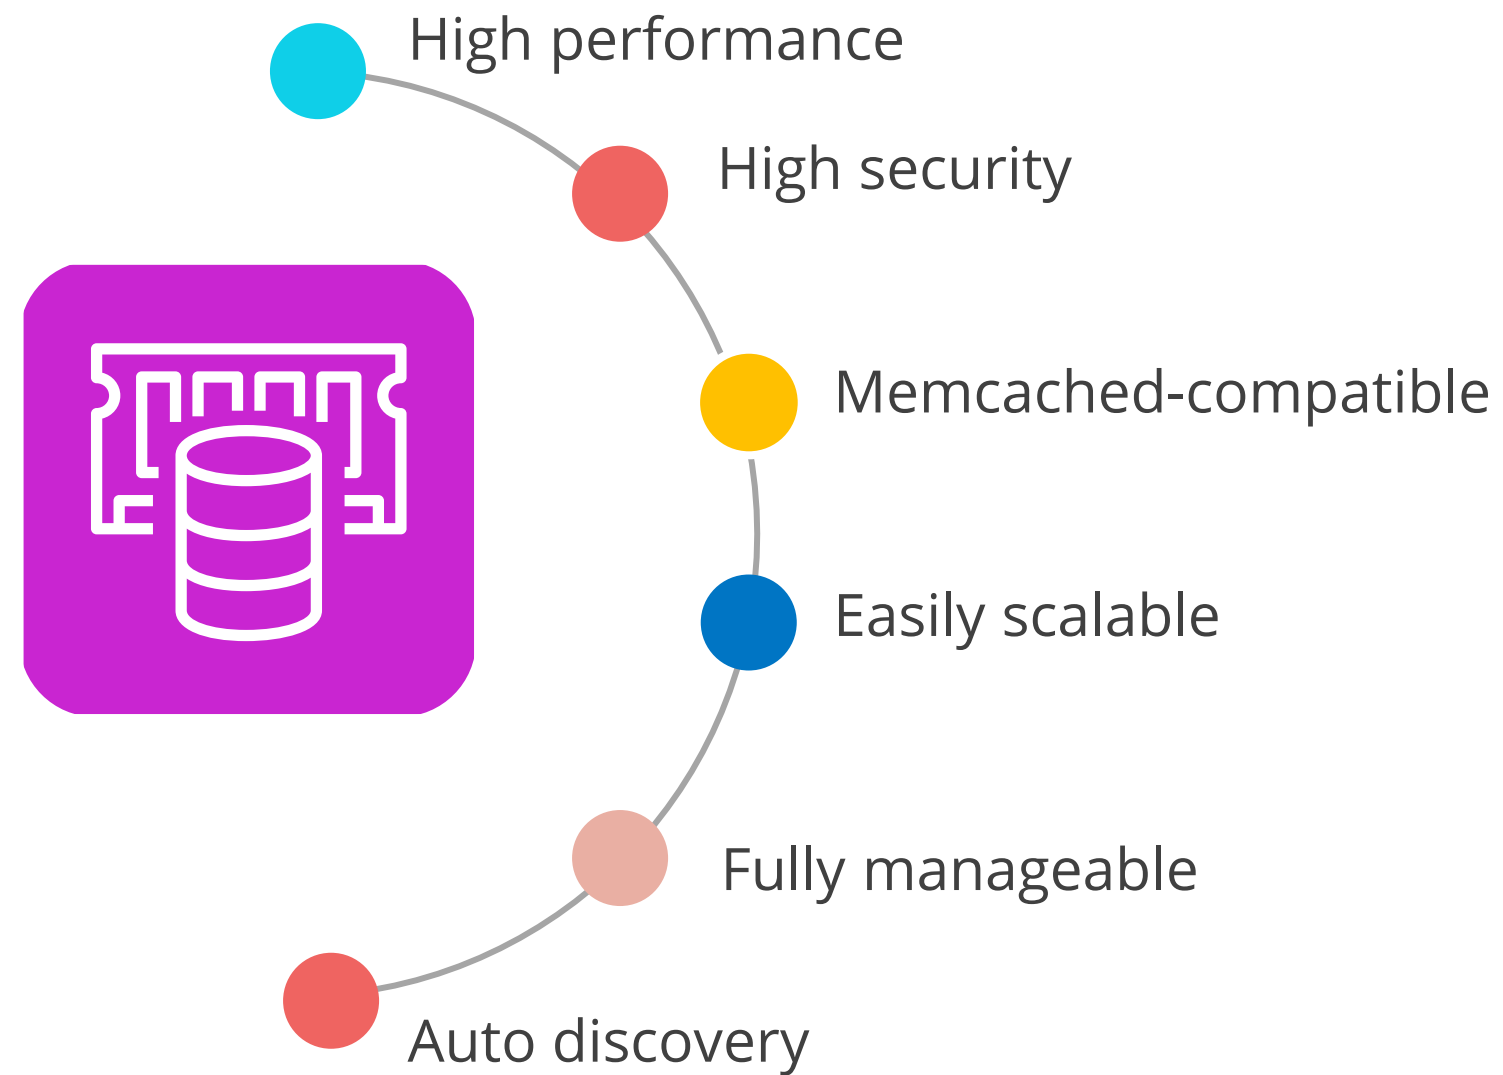 High performance
High security
Memcached-compatible
Easily scalable
Fully manageable
Auto discovery